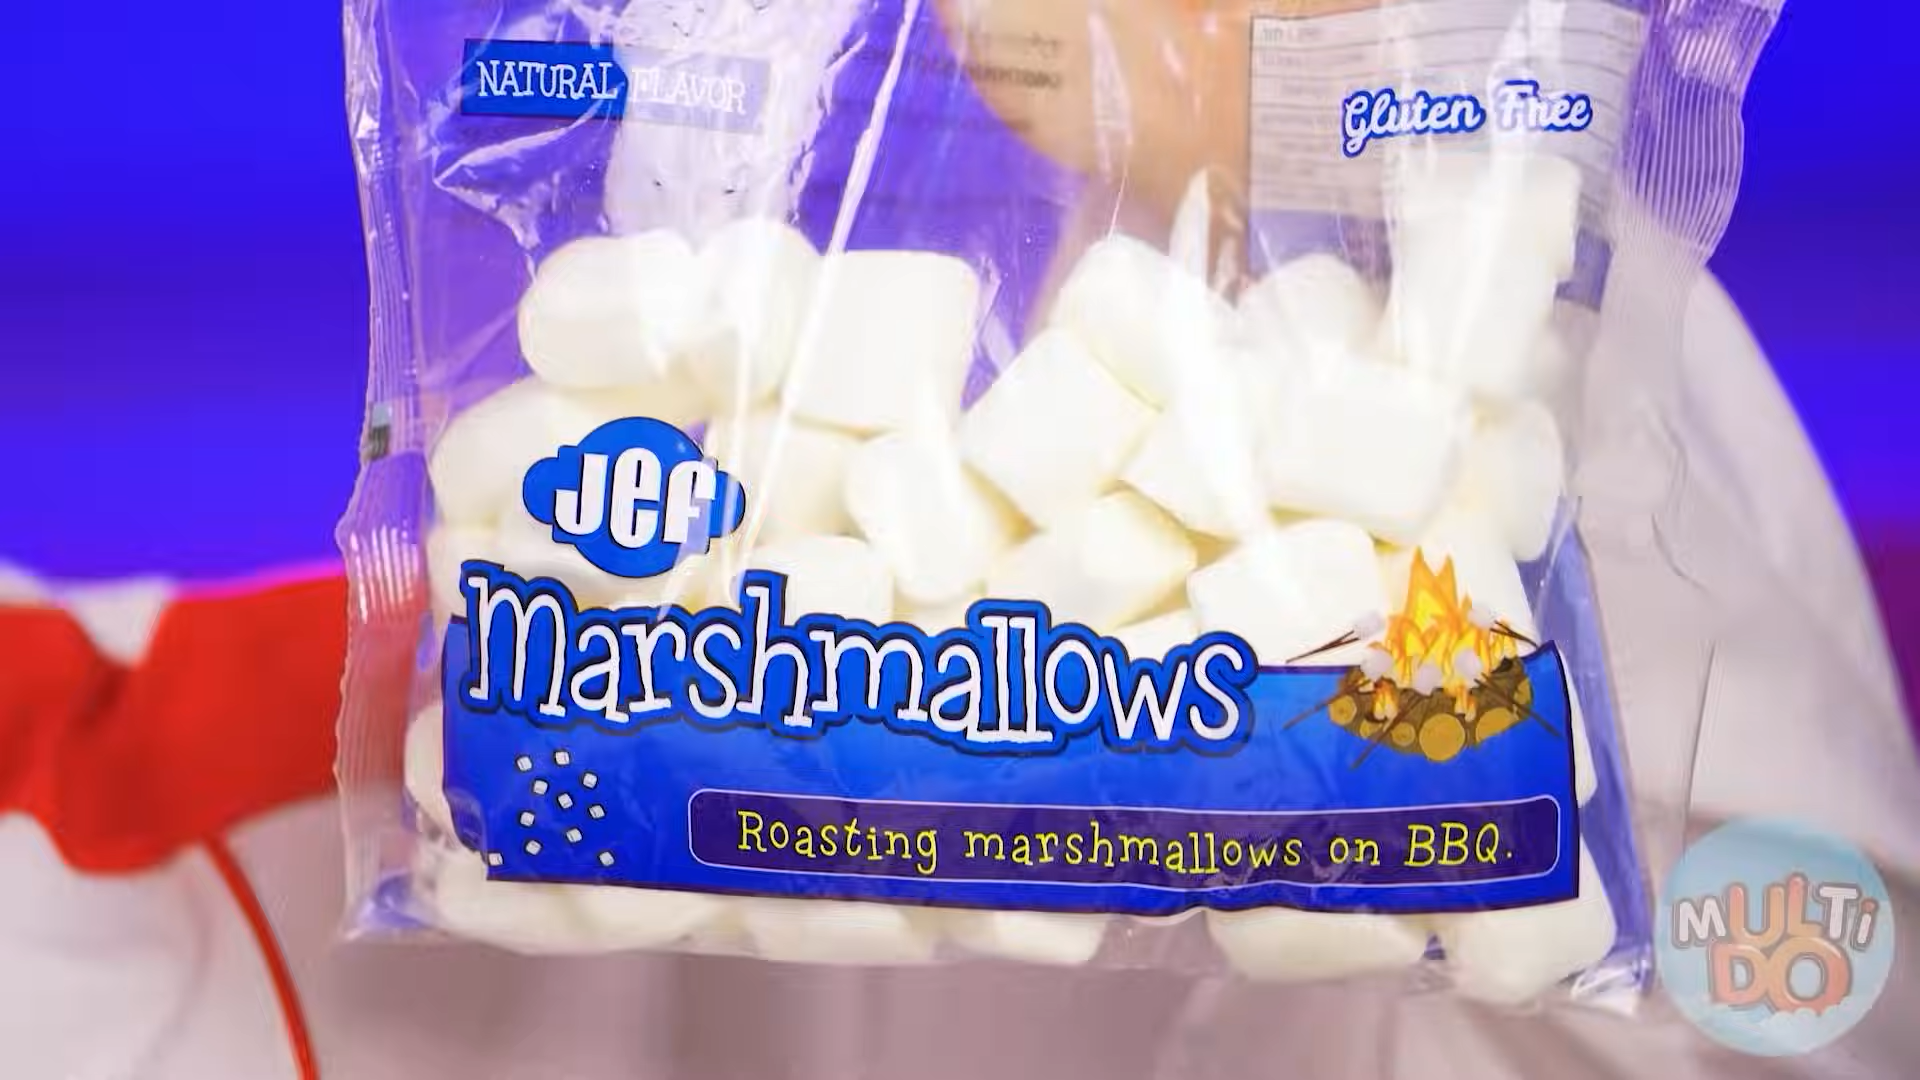 NATURAL FLAVOR
Gluten Free
Jef
Marshmallows
Roasting marshmallows on BBQ.
MULTi
DO